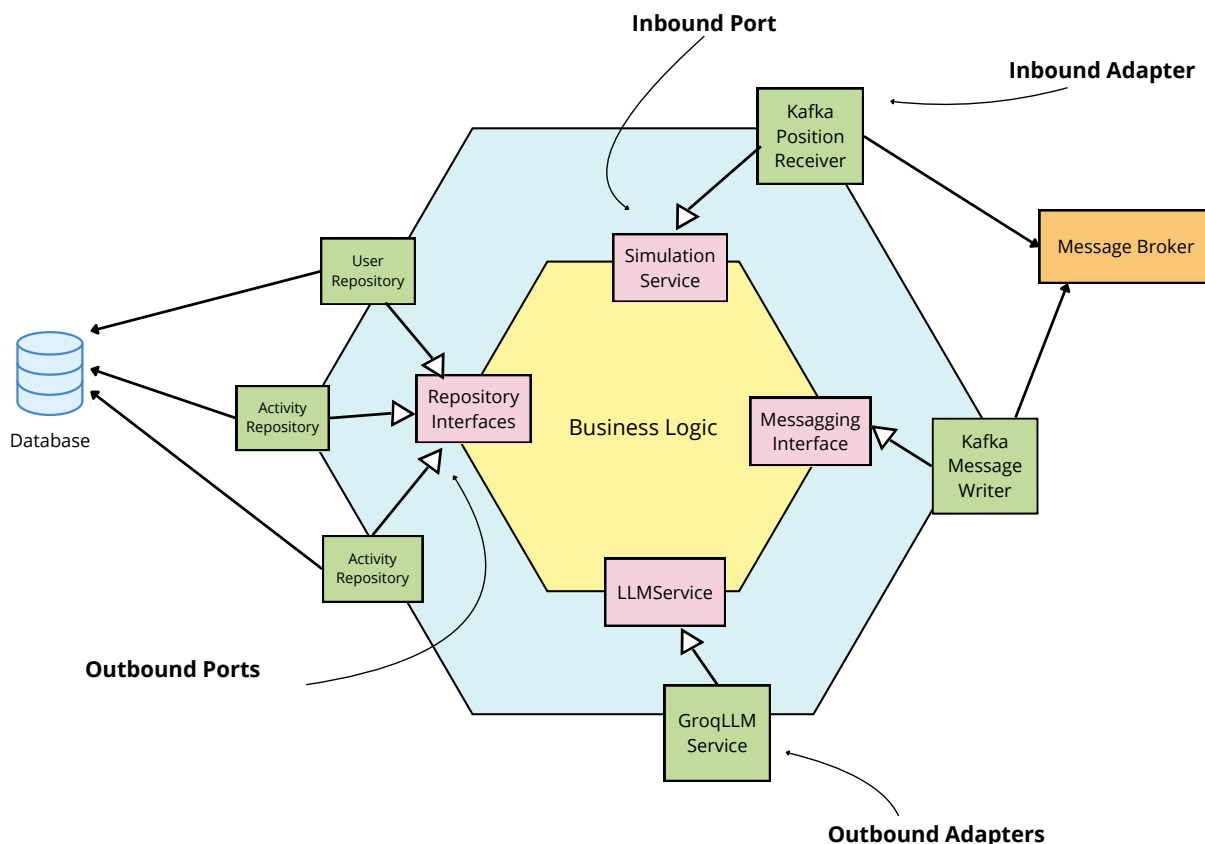 Inbound Port
Inbound Adapter
Kafka
Position
Receiver
Message Broker
Simulation
Service
User
Repository
Repository
Interfaces
Activity
Repository
Database
Business Logic
Messagging
Interface
Kafka
Message
Writer
Activity
Repository
LLMService
Outbound Ports
GroqLLM
Service
Outbound Adapters